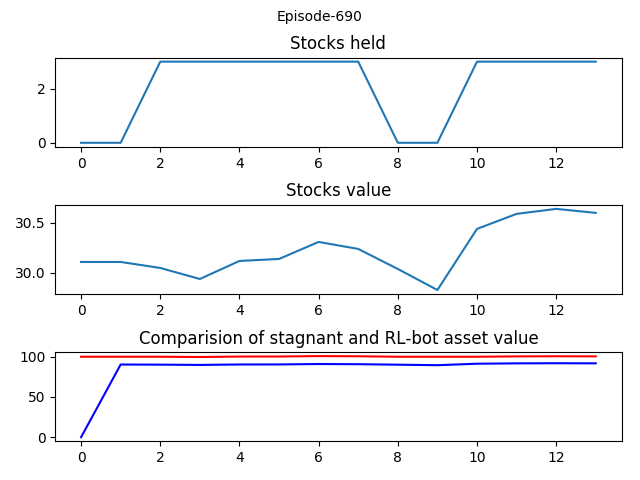 Episode-690
Stocks held
2
0
0 2 4 6 8 10 12
Stocks value
30.5
30.0
0 2 4 6 8 10 12
Comparision of stagnant and RL-bot asset value
100
50
0
0 2 4 6 8 10 12